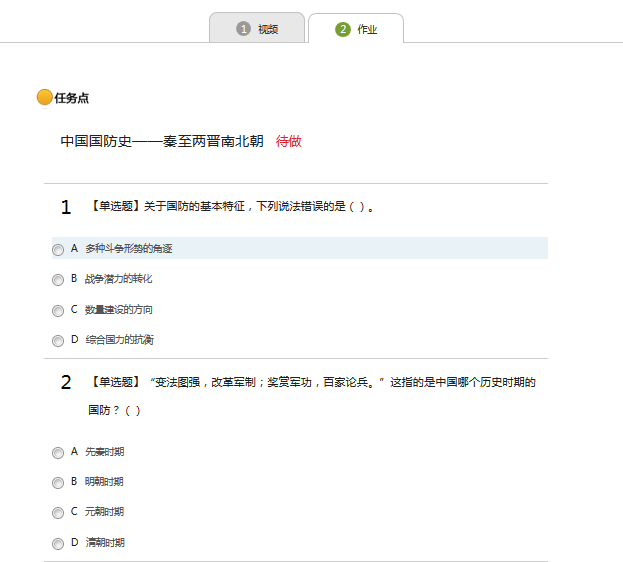 1 视频 2 作业
任务点
中国国防史——秦至两晋南北朝 待做
1 【单选题】关于国防的基本特征，下列说法错误的是（ ）。
A 多种斗争形势的角逐
B 战争潜力的转化
C 数量建设的方向
D 综合国力的抗衡
2 【单选题】“变法图强，改革军制；奖赏军功，百家论兵。”这指的是中国哪个历史时期的
国防？（ ）
A 先秦时期
B 明朝时期
C 元朝时期
D 清朝时期